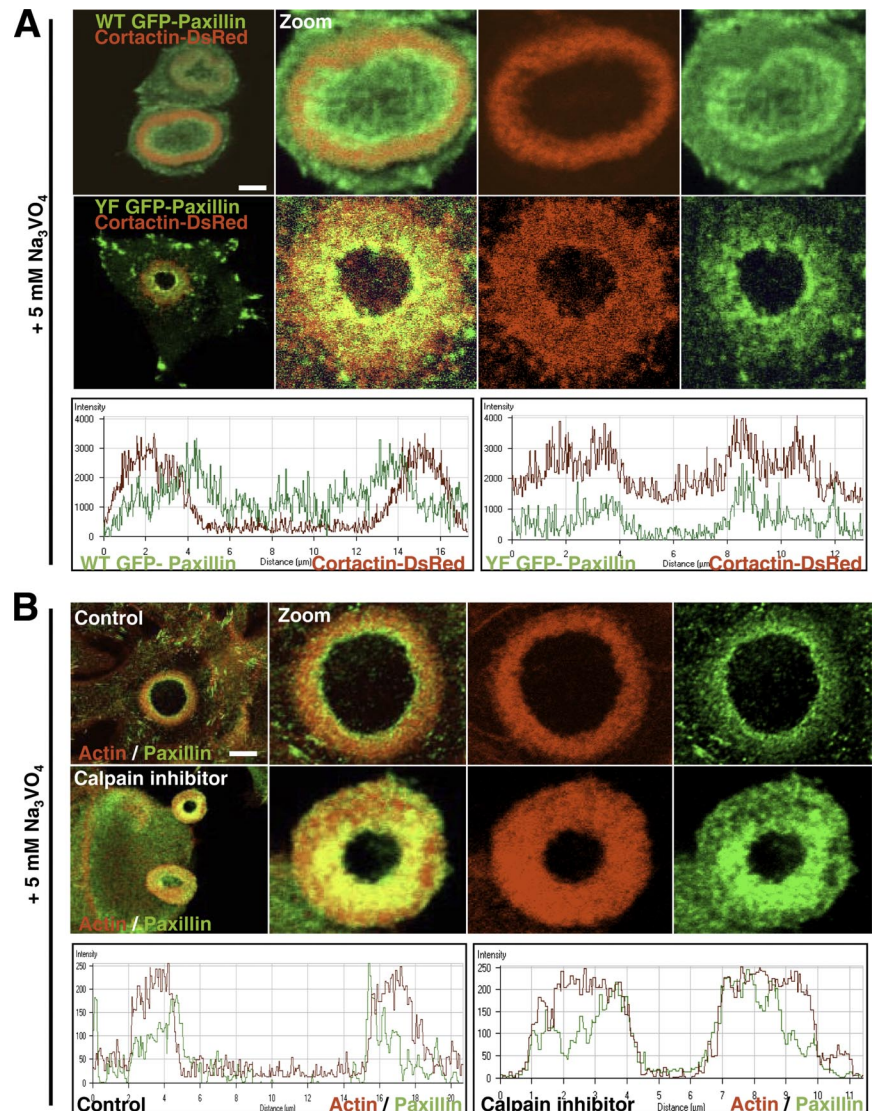 A
WT GFP-Paxillin
Cortactin-DsRed
Zoom
YF GFP-Paxillin
Cortactin-DsRed
+ 5 mM Na₃VO₄
Intensity
4000
3000
2000
1000
0
0 2 4 6 8 10 12 14 16
WT GFP- Paxillin Distance (µm) Cortactin-DsRed
Intensity
4000
3000
2000
1000
0
0 2 4 6 8 10 12
YF GFP- Paxillin Distance (µm) Cortactin-DsRed
B
Control
Zoom
Actin / Paxillin
Calpain inhibitor
Actin / Paxillin
+ 5 mM Na₃VO₄
Intensity
250
200
150
100
50
0
0 2 4 6 8 10 12 14 16 18 20
Control Distance (µm) Actin / Paxillin
Intensity
250
200
150
100
50
0
0 1 2 3 4 5 6 7 8 9 10 11
Calpain inhibitor Distance (µm) Actin / Paxillin